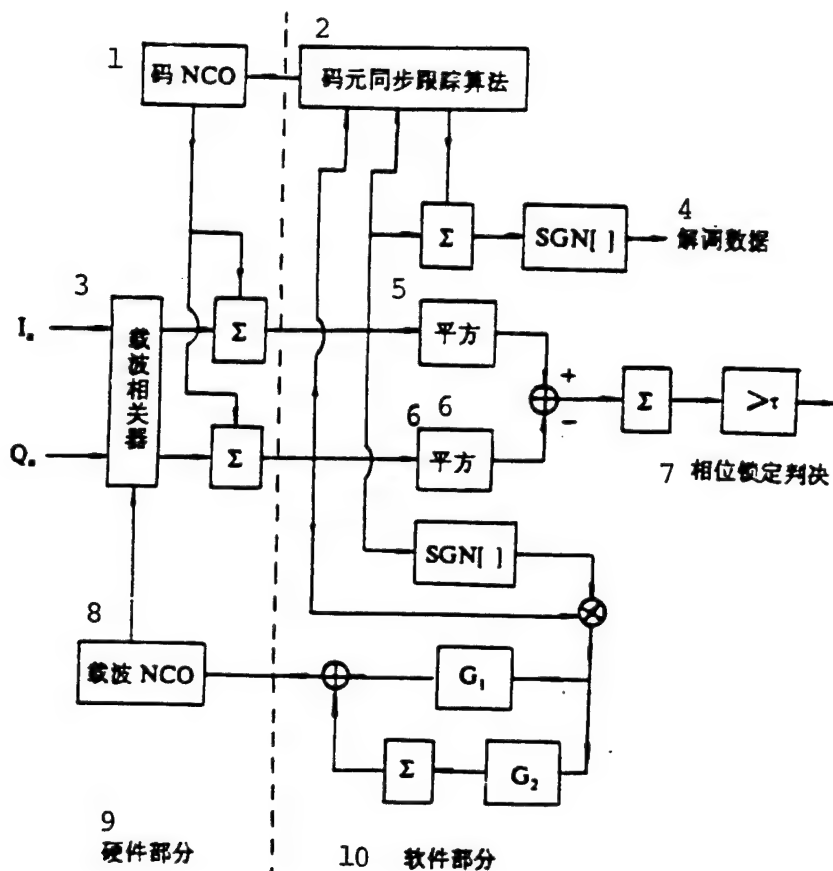 1
2
码 NCO
码元同步跟踪算法
Σ
SGN[ ]
4
解调数据
3
5
Iₐ
载波相关器
Σ
平方
+
Σ
>τ
−
6 6
Qₐ
Σ
平方
7 相位锁定判决
SGN[ ]
8
载波 NCO
G₁
Σ
G₂
9
硬件部分
10 软件部分